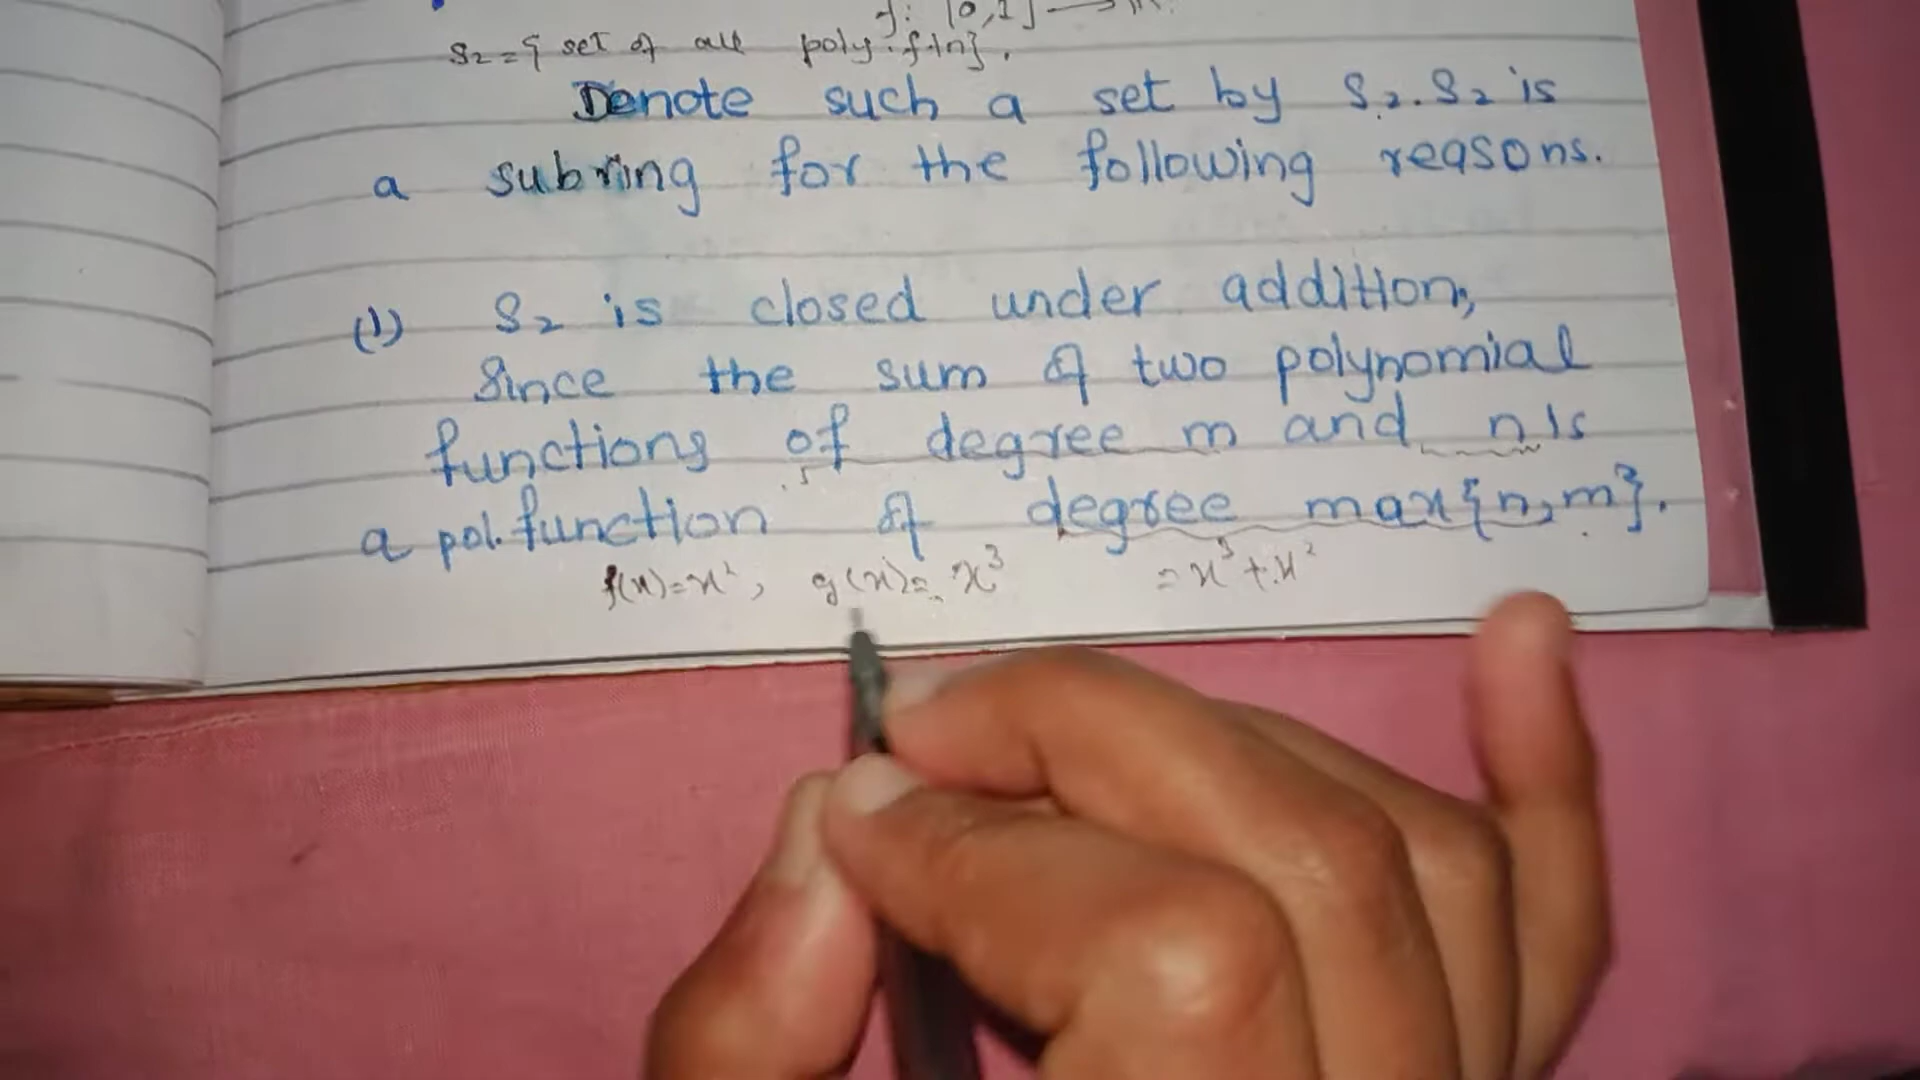 f: [0,1] → R
S₂ = { set of all poly. f+n}.
Denote such a set by S₂. S₂ is
a subring for the following reasons.
(1) S₂ is closed under addition,
Since the sum of two polynomial
functions of degree m and n is
a pol. function of degree max{n, m}.
f(x)=x², g(x)= x³ = x³+x²